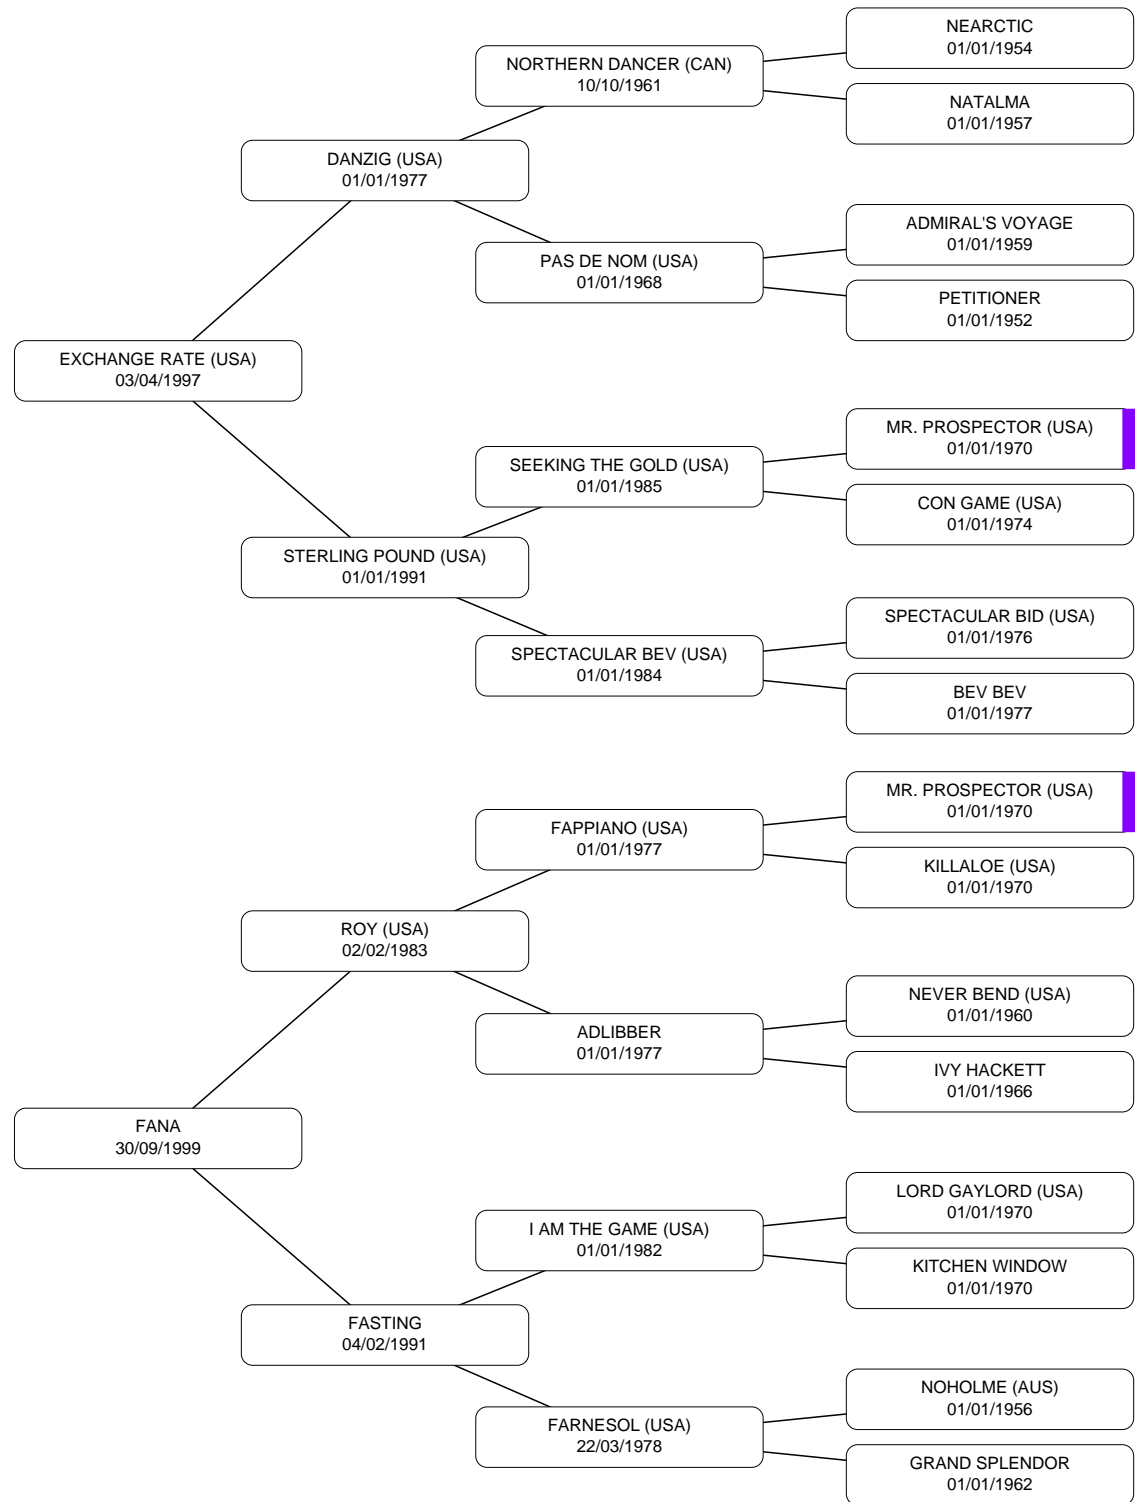 NEARCTIC
01/01/1954
NORTHERN DANCER (CAN)
10/10/1961
NATALMA
01/01/1957
DANZIG (USA)
01/01/1977
ADMIRAL'S VOYAGE
01/01/1959
PAS DE NOM (USA)
01/01/1968
PETITIONER
01/01/1952
EXCHANGE RATE (USA)
03/04/1997
MR. PROSPECTOR (USA)
01/01/1970
SEEKING THE GOLD (USA)
01/01/1985
CON GAME (USA)
01/01/1974
STERLING POUND (USA)
01/01/1991
SPECTACULAR BID (USA)
01/01/1976
SPECTACULAR BEV (USA)
01/01/1984
BEV BEV
01/01/1977
MR. PROSPECTOR (USA)
01/01/1970
FAPPIANO (USA)
01/01/1977
KILLALOE (USA)
01/01/1970
ROY (USA)
02/02/1983
NEVER BEND (USA)
01/01/1960
ADLIBBER
01/01/1977
IVY HACKETT
01/01/1966
FANA
30/09/1999
LORD GAYLORD (USA)
01/01/1970
I AM THE GAME (USA)
01/01/1982
KITCHEN WINDOW
01/01/1970
FASTING
04/02/1991
NOHOLME (AUS)
01/01/1956
FARNESOL (USA)
22/03/1978
GRAND SPLENDOR
01/01/1962